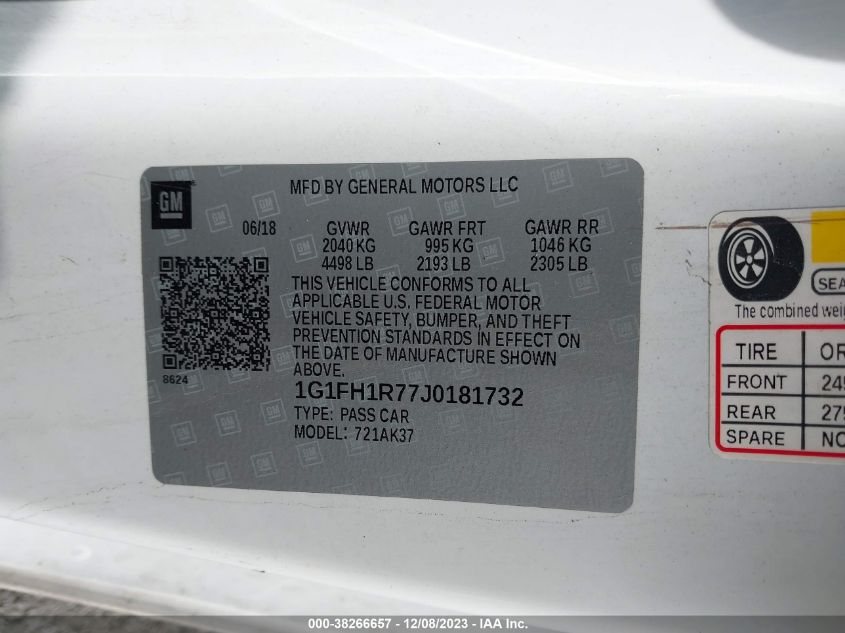 GM
MFD BY GENERAL MOTORS LLC
06/18 GVWR GAWR FRT GAWR RR
2040 KG 995 KG 1046 KG
4498 LB 2193 LB 2305 LB
THIS VEHICLE CONFORMS TO ALL
APPLICABLE U.S. FEDERAL MOTOR
VEHICLE SAFETY, BUMPER, AND THEFT
PREVENTION STANDARDS IN EFFECT ON
THE DATE OF MANUFACTURE SHOWN
ABOVE.
8624
1G1FH1R77J0181732
TYPE: PASS CAR
MODEL: 721AK37
SEA
The combined weig
TIRE OR
FRONT 245
REAR 275
SPARE NO
000-38266657 - 12/08/2023 - IAA Inc.